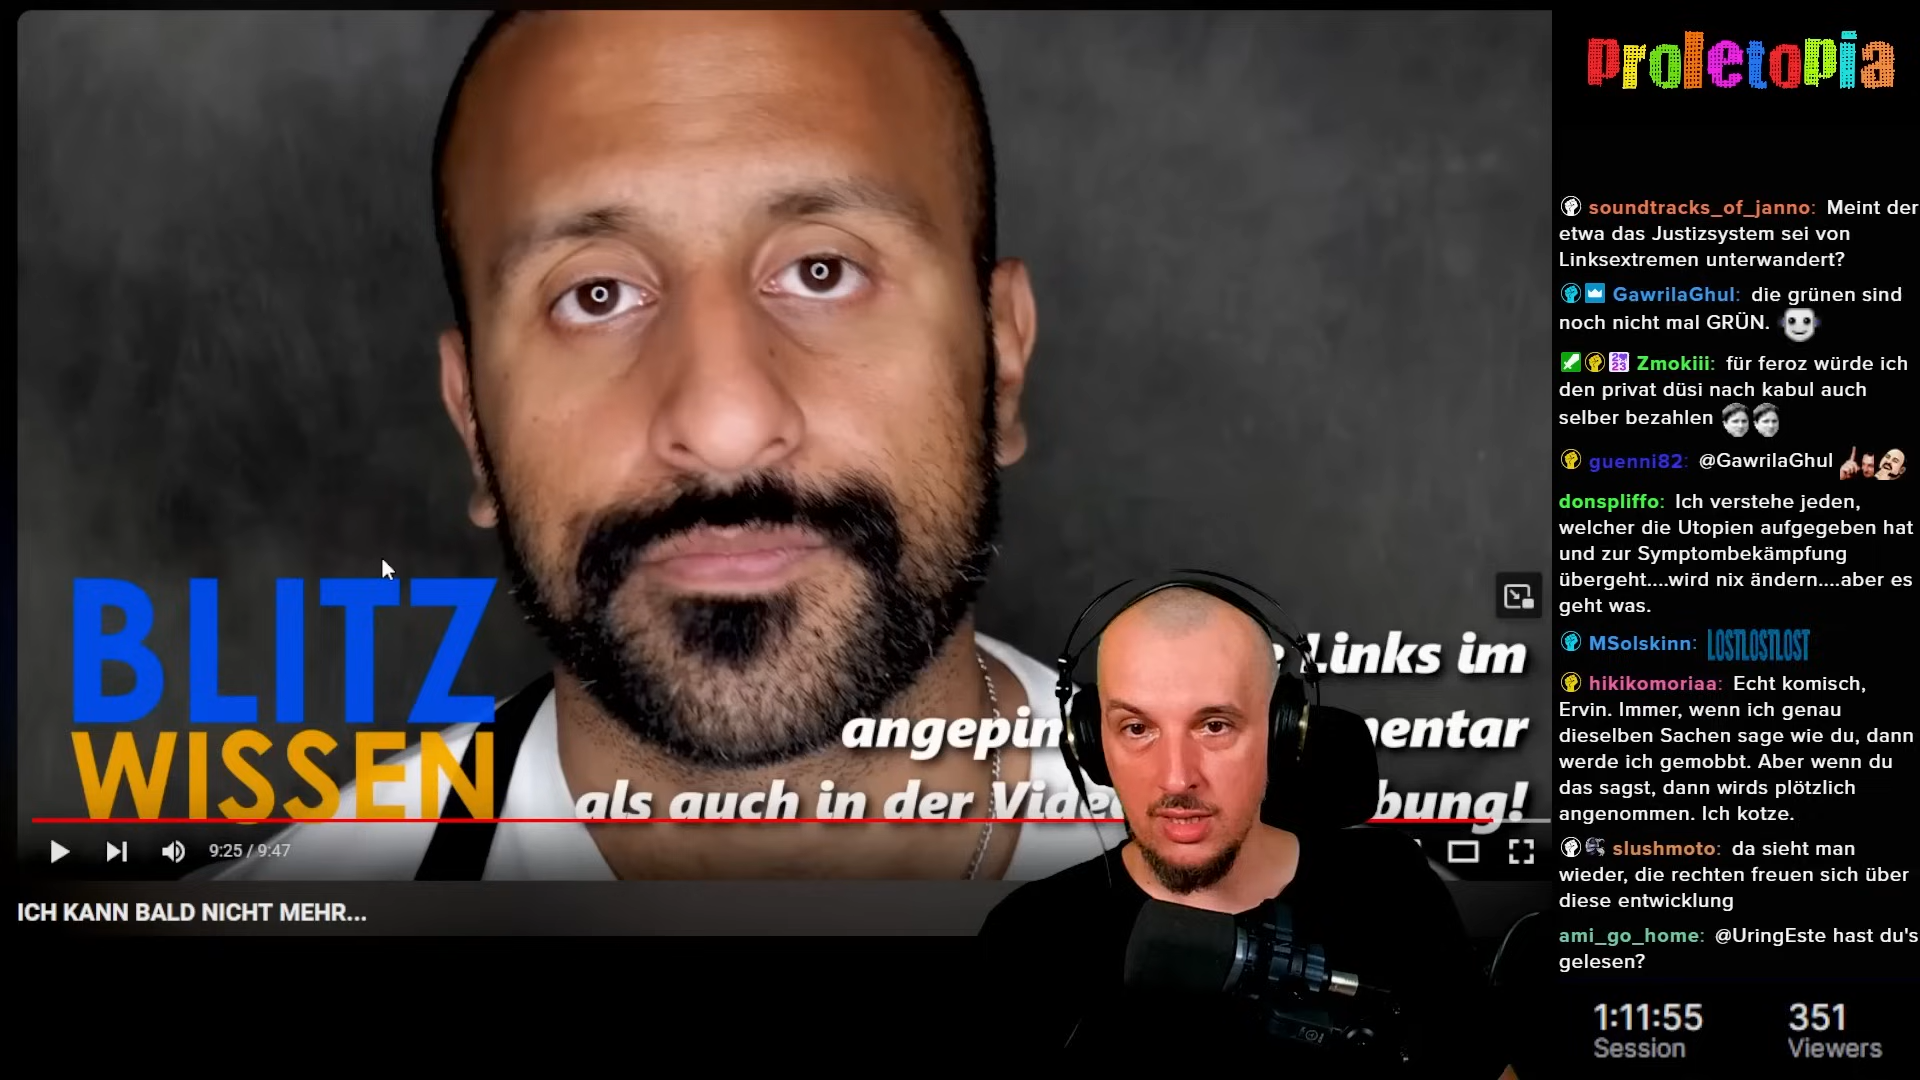 proletopia
BLITZ
WISSEN
Links im
angepin mentar
als auch in der Vide bung!
9:25 / 9:47
ICH KANN BALD NICHT MEHR...
soundtracks_of_janno: Meint der
etwa das Justizsystem sei von
Linksextremen unterwandert?
GawrilaGhul: die grünen sind
noch nicht mal GRÜN.
Zmokiii: für feroz würde ich
den privat düsi nach kabul auch
selber bezahlen
guenni82: @GawrilaGhul
donspliffo: Ich verstehe jeden,
welcher die Utopien aufgegeben hat
und zur Symptombekämpfung
übergeht....wird nix ändern....aber es
geht was.
MSolskinn: LOSTLOSTLOST
hikikomoriaa: Echt komisch,
Ervin. Immer, wenn ich genau
dieselben Sachen sage wie du, dann
werde ich gemobbt. Aber wenn du
das sagst, dann wirds plötzlich
angenommen. Ich kotze.
slushmoto: da sieht man
wieder, die rechten freuen sich über
diese entwicklung
ami_go_home: @UringEste hast du's
gelesen?
1:11:55 351
Session Viewers